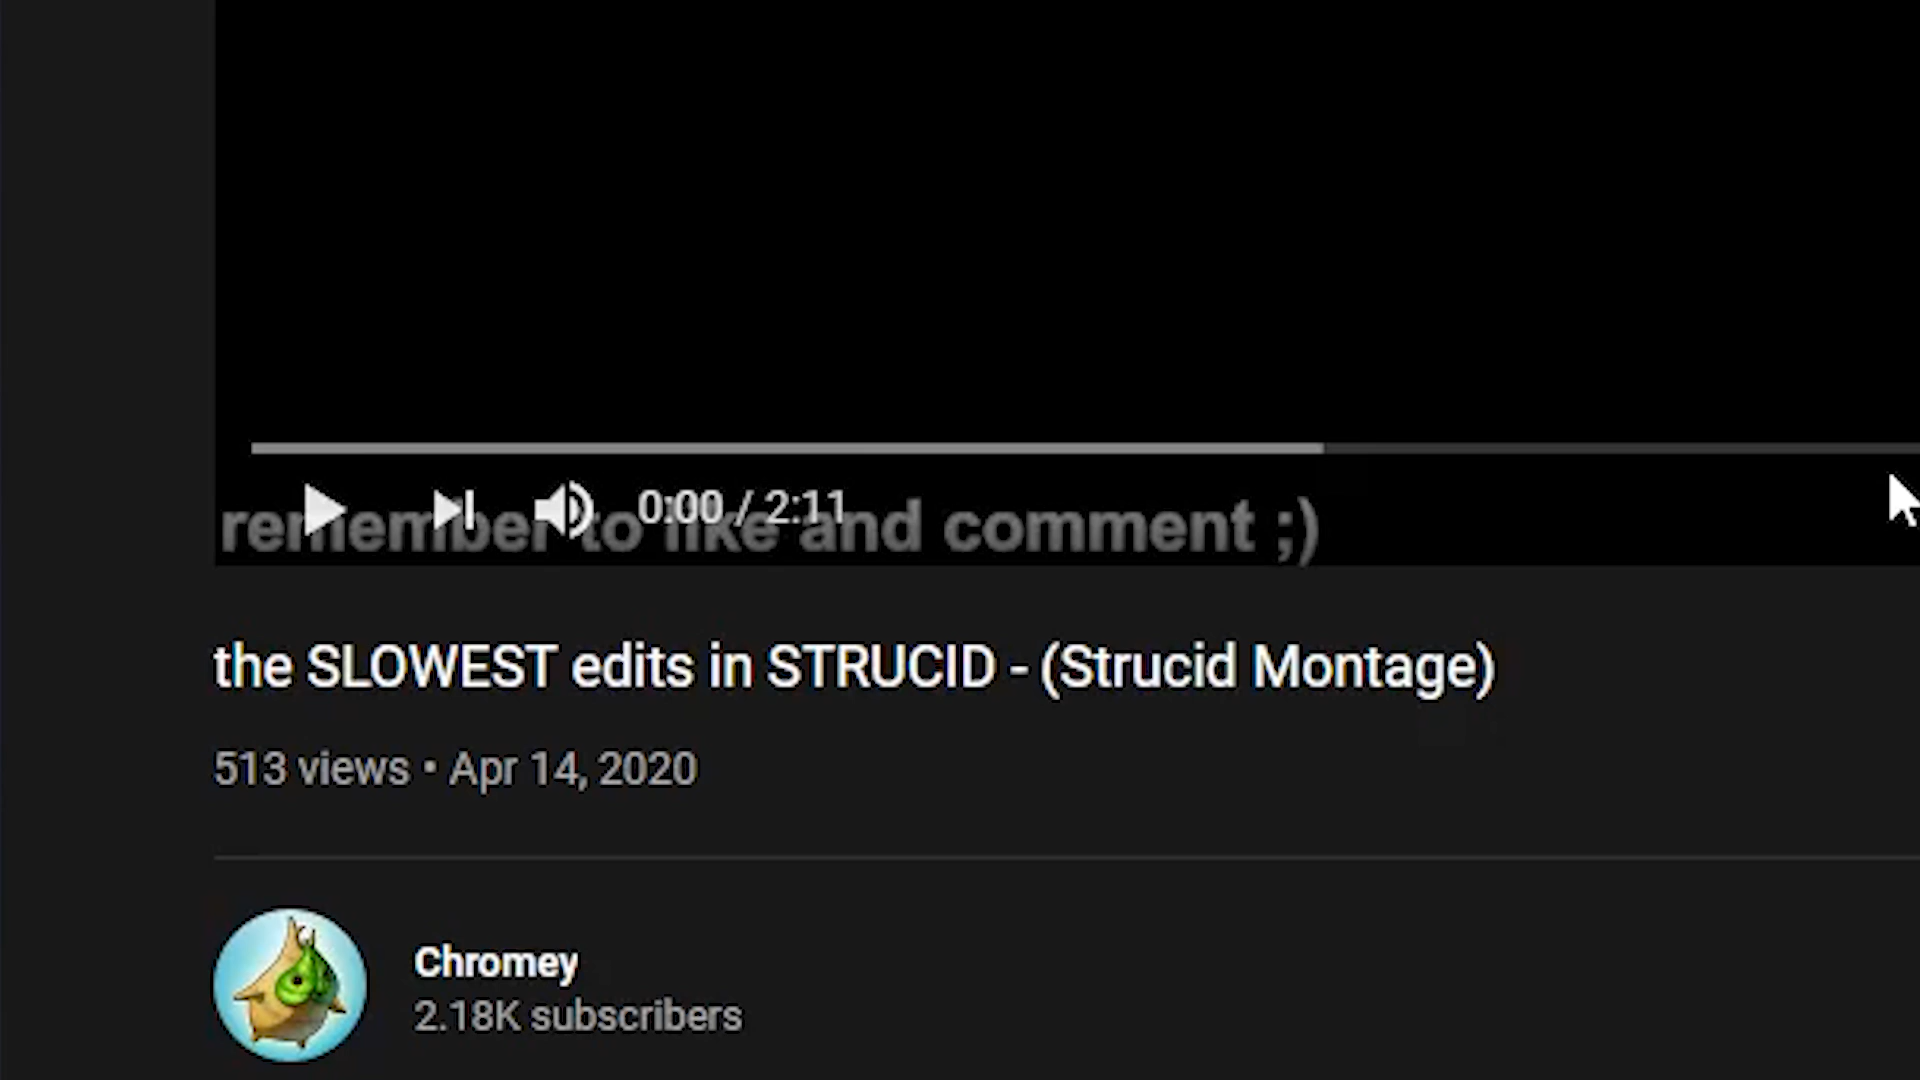 0:00 / 2:11
remember to like and comment ;)
the SLOWEST edits in STRUCID - (Strucid Montage)
513 views • Apr 14, 2020
Chromey
2.18K subscribers